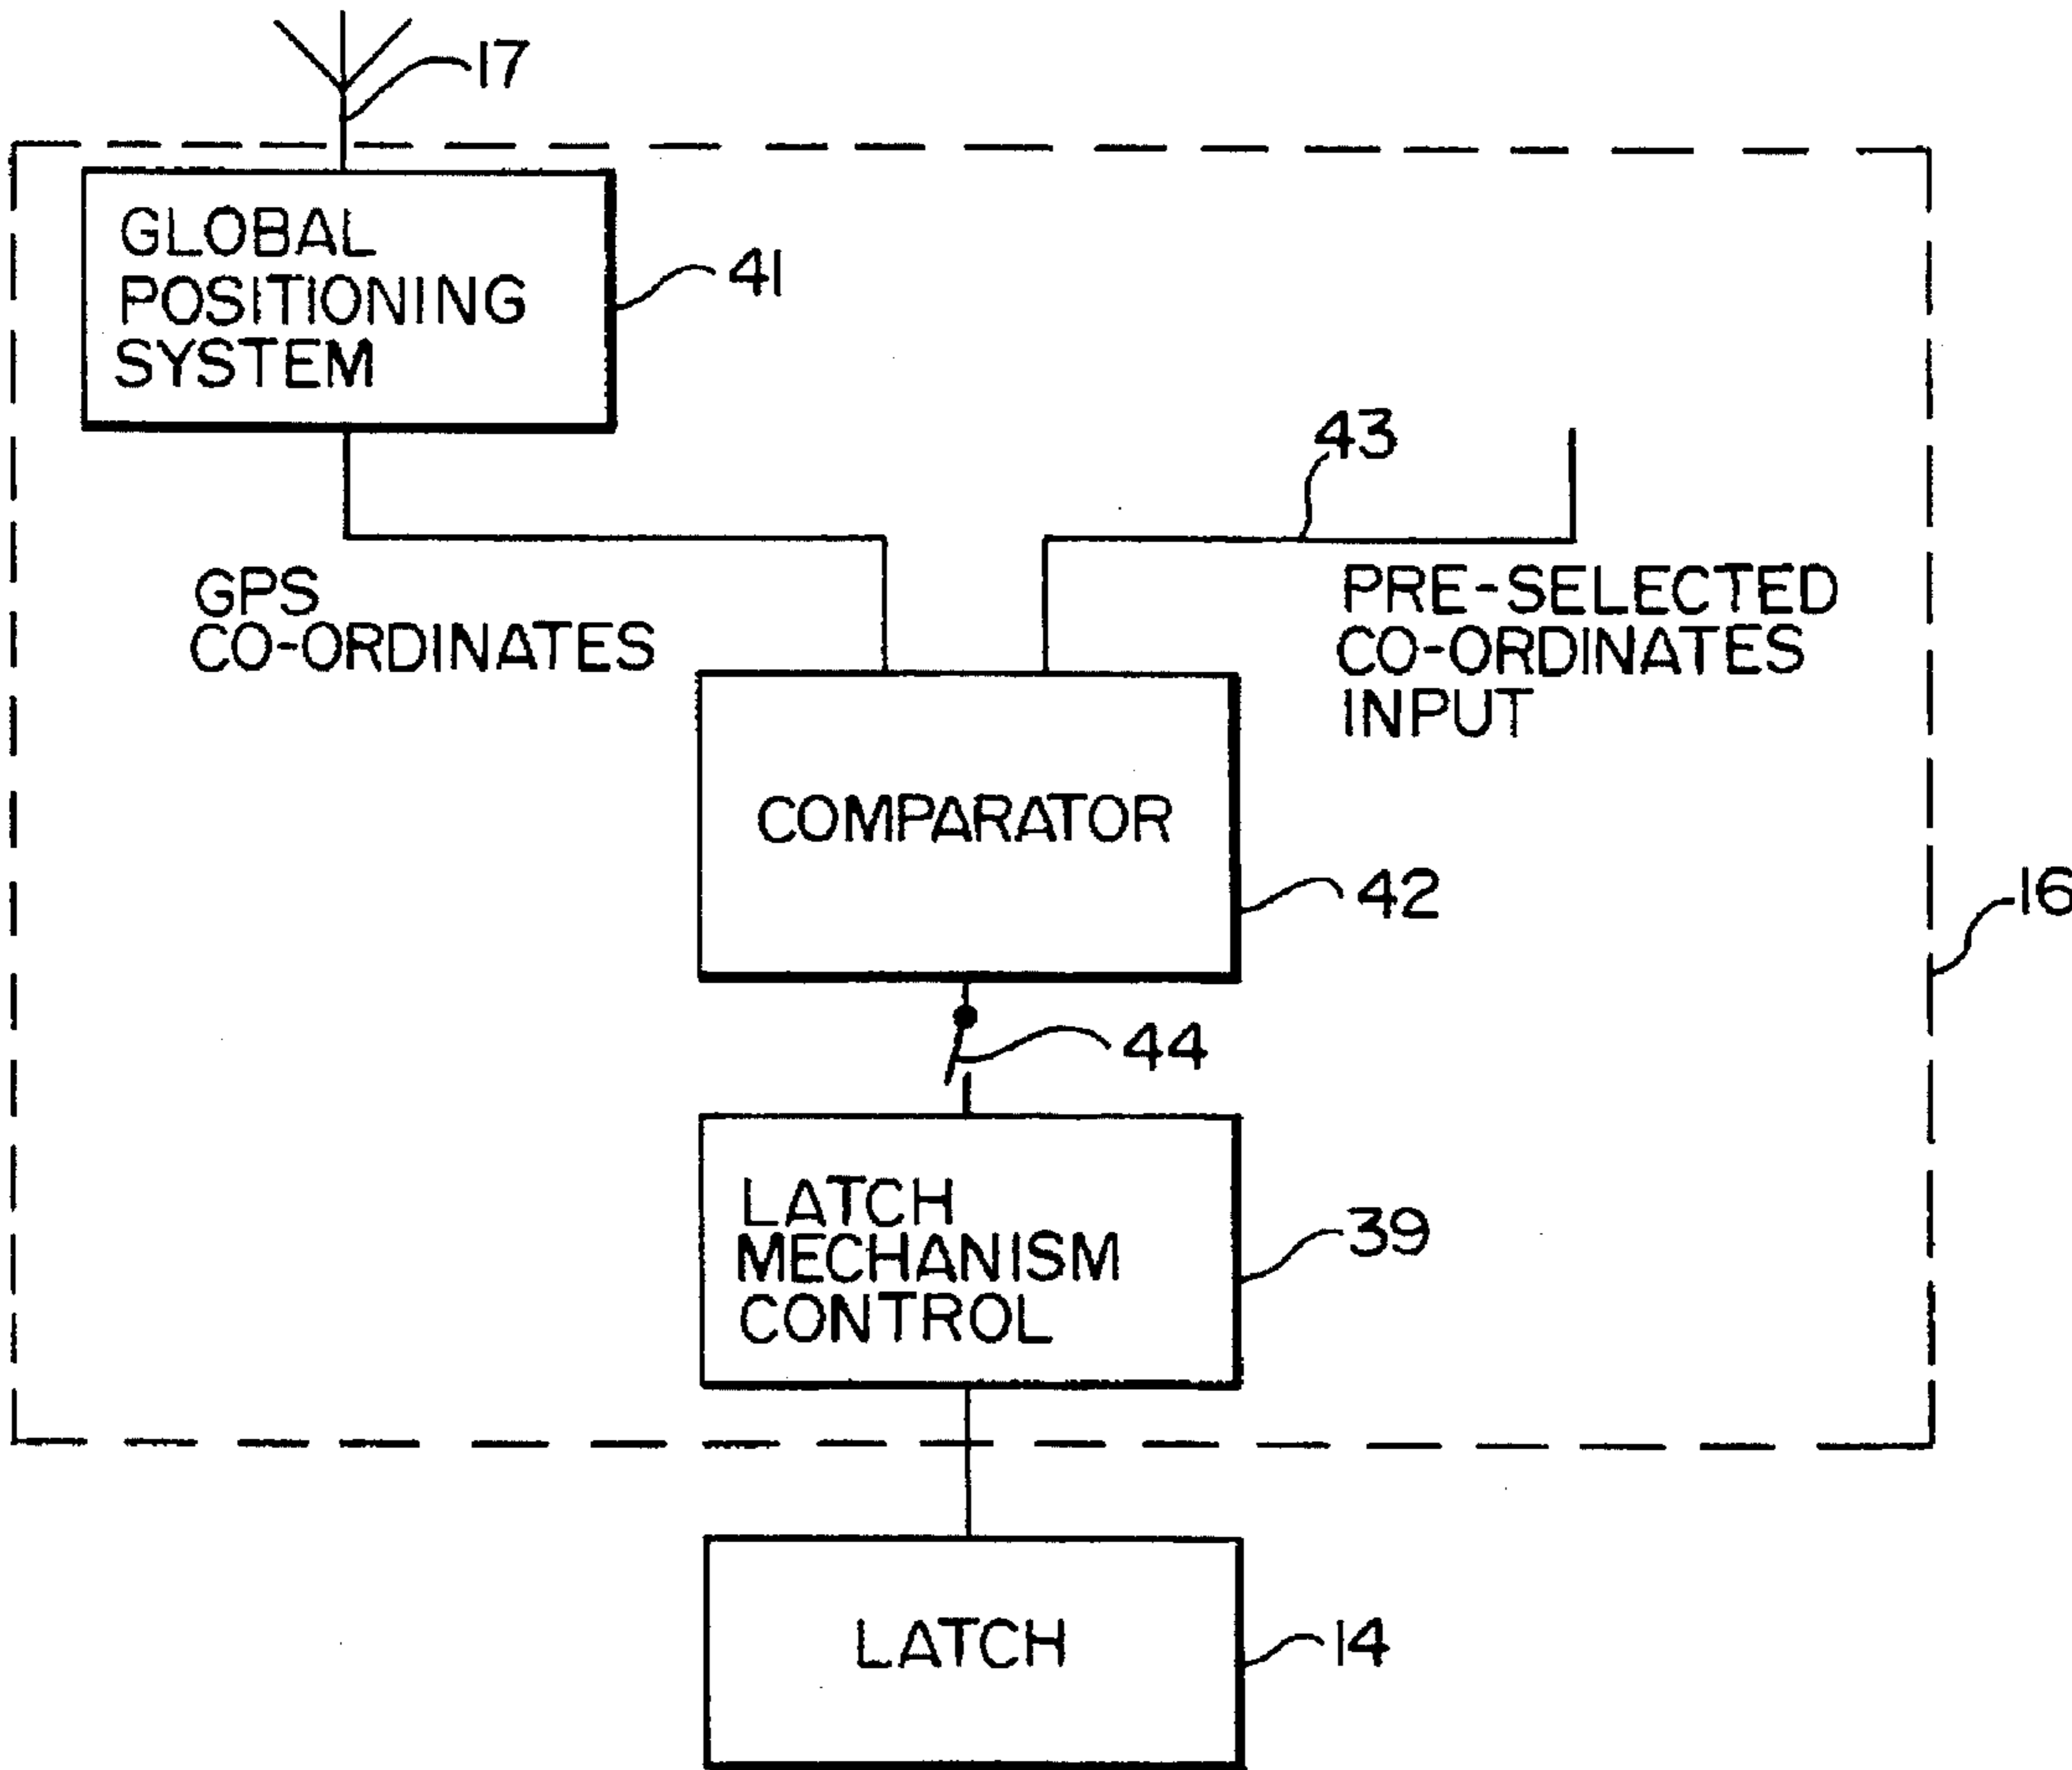 17
GLOBAL
POSITIONING
SYSTEM
41
43
GPS
CO-ORDINATES
PRE-SELECTED
CO-ORDINATES
INPUT
COMPARATOR
42
16
44
LATCH
MECHANISM
CONTROL
39
LATCH
14